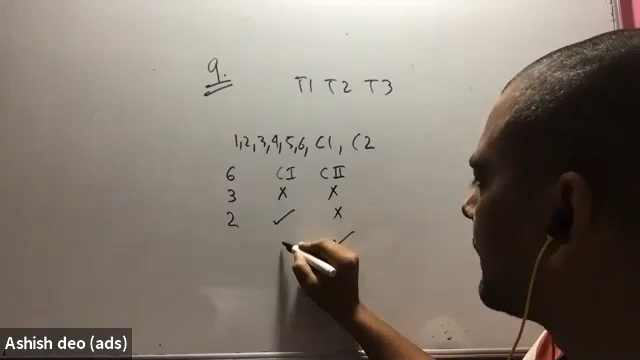 9.
T1 T2 T3
1,2,3,4,5,6, C1, C2
6 CI CII
3 X X
2 ✓ X
✓
Ashish deo (ads)